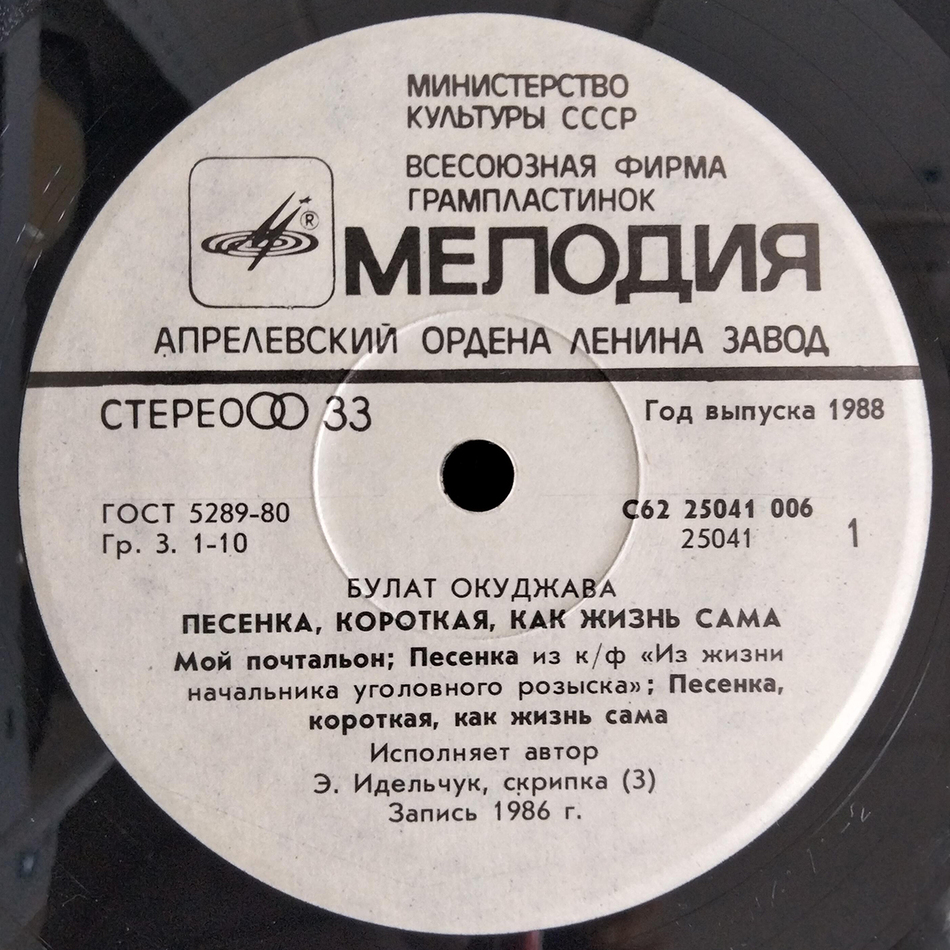 МИНИСТЕРСТВО
КУЛЬТУРЫ СССР
ВСЕСОЮЗНАЯ ФИРМА
ГРАМПЛАСТИНОК
®
МЕЛОДИЯ
АПРЕЛЕВСКИЙ ОРДЕНА ЛЕНИНА ЗАВОД
СТЕРЕО 33
Год выпуска 1988
ГОСТ 5289-80
Гр. 3. 1-10
С62 25041 006
25041
1
БУЛАТ ОКУДЖАВА
ПЕСЕНКА, КОРОТКАЯ, КАК ЖИЗНЬ САМА
Мой почтальон; Песенка из к/ф «Из жизни
начальника уголовного розыска»; Песенка,
короткая, как жизнь сама
Исполняет автор
Э. Идельчук, скрипка (3)
Запись 1986 г.